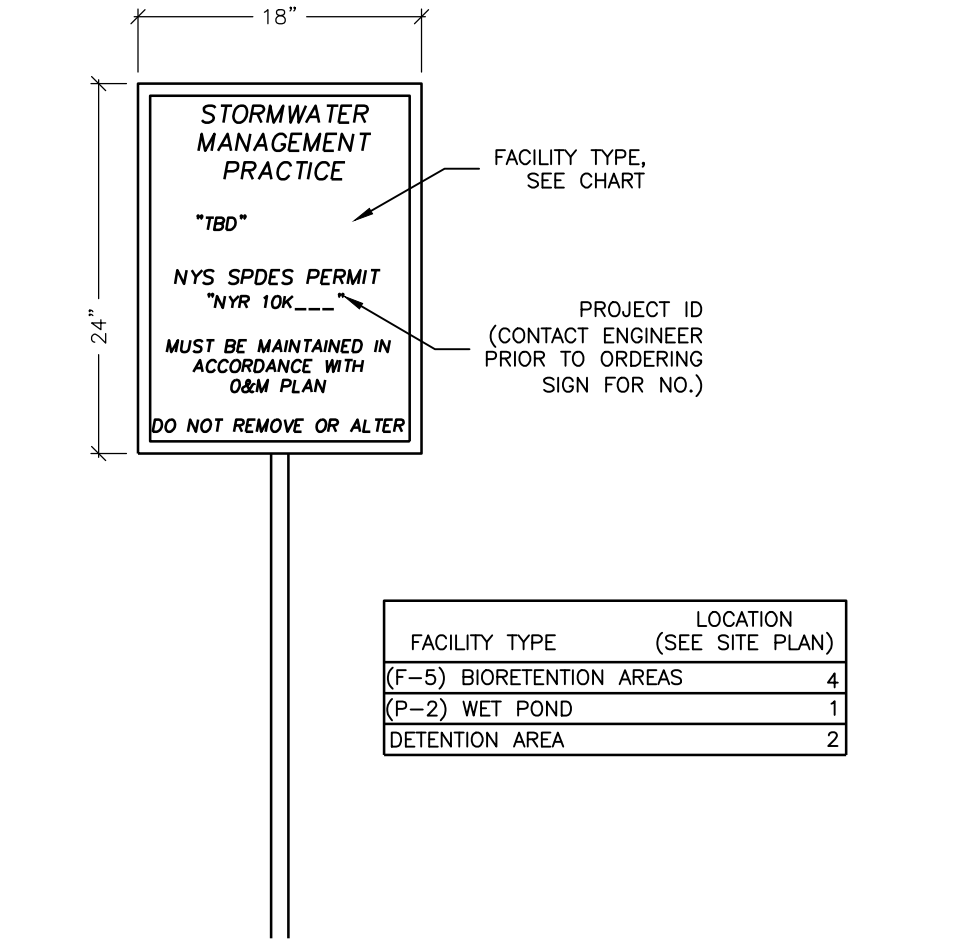 18”
STORMWATER
MANAGEMENT
PRACTICE
"TBD"
NYS SPDES PERMIT
"NYR 10K___"
MUST BE MAINTAINED IN
ACCORDANCE WITH
O&M PLAN
DO NOT REMOVE OR ALTER
24”
FACILITY TYPE,
SEE CHART
PROJECT ID
(CONTACT ENGINEER
PRIOR TO ORDERING
SIGN FOR NO.)
LOCATION
FACILITY TYPE (SEE SITE PLAN)
(F-5) BIORETENTION AREAS 4
(P-2) WET POND 1
DETENTION AREA 2